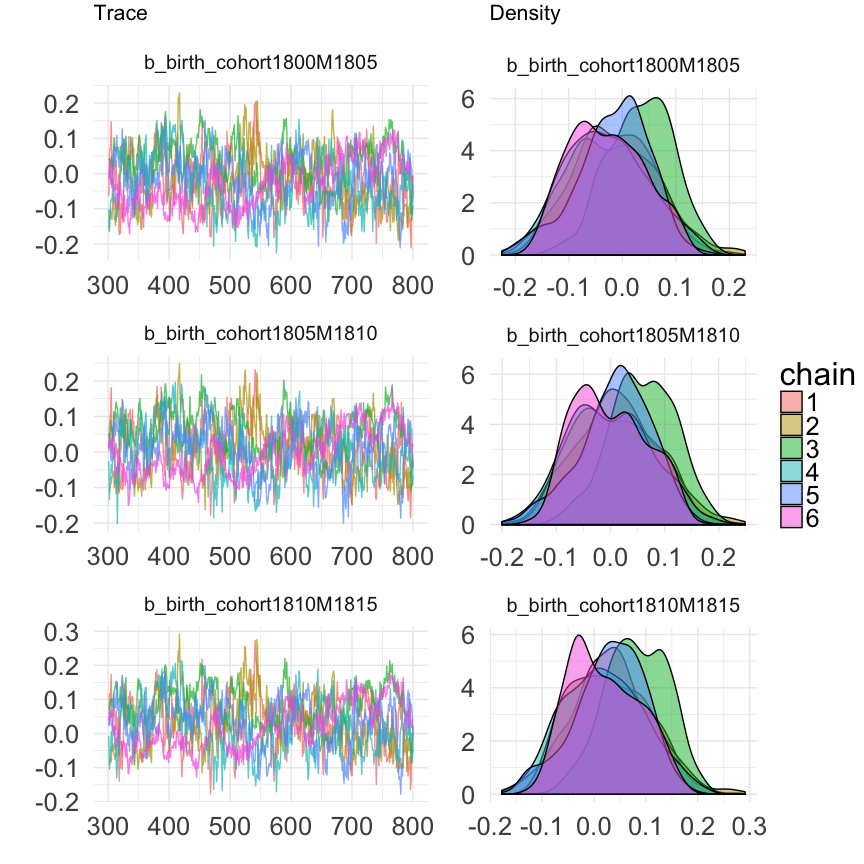 Trace
Density
b_birth_cohort1800M1805
b_birth_cohort1800M1805
0.2
0.1
0.0
-0.1
-0.2
300 400 500 600 700 800
6
4
2
0
-0.2 -0.1 0.0 0.1 0.2
b_birth_cohort1805M1810
b_birth_cohort1805M1810
0.2
0.1
0.0
-0.1
-0.2
300 400 500 600 700 800
6
4
2
0
-0.2 -0.1 0.0 0.1 0.2
chain
1
2
3
4
5
6
b_birth_cohort1810M1815
b_birth_cohort1810M1815
0.3
0.2
0.1
0.0
-0.1
-0.2
300 400 500 600 700 800
6
4
2
0
-0.2 -0.1 0.0 0.1 0.2 0.3